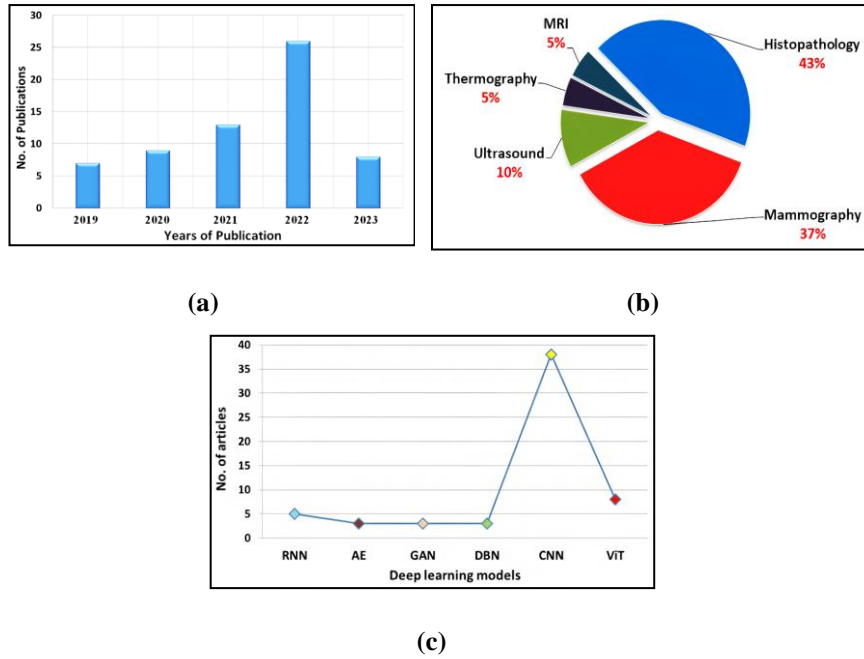 30
25
20
15
10
5
0
No. of Publications
2019 2020 2021 2022 2023
Years of Publication
MRI
5%
Thermography
5%
Ultrasound
10%
Histopathology
43%
Mammography
37%
(a)
(b)
40
35
30
25
20
15
10
5
0
No. of articles
RNN AE GAN DBN CNN ViT
Deep learning models
(c)